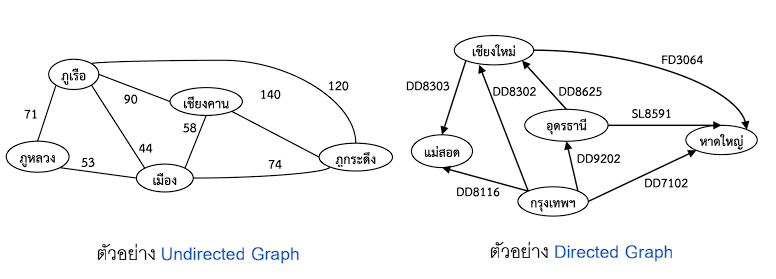 ภูเรือ
120
90
เชียงคาน
140
71
58
44
ภูหลวง
53
เมือง
74
ภูกระดึง
ตัวอย่าง Undirected Graph
เชียงใหม่
FD3064
DD8303
DD8302
DD8625
SL8591
อุดรธานี
หาดใหญ่
แม่สอด
DD9202
DD8116
DD7102
กรุงเทพฯ
ตัวอย่าง Directed Graph